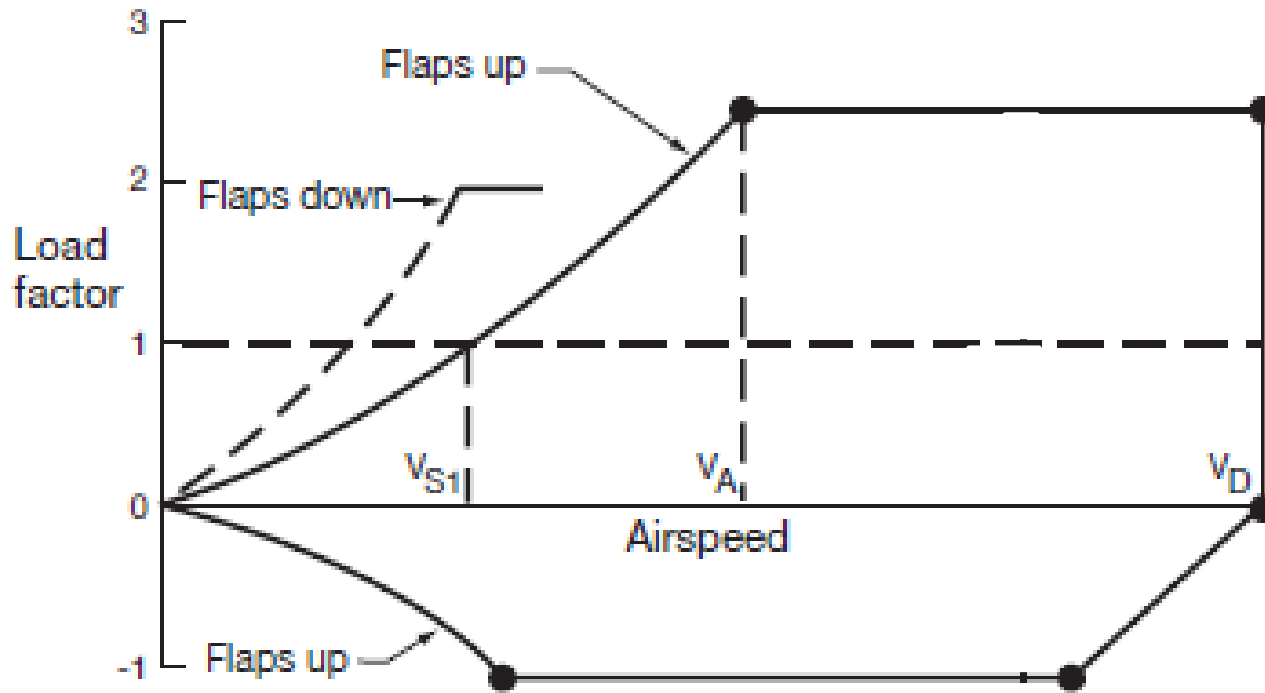 3
Flaps up
2
Flaps down
Load
factor
1
VS1
VA
VD
0
Airspeed
Flaps up
-1